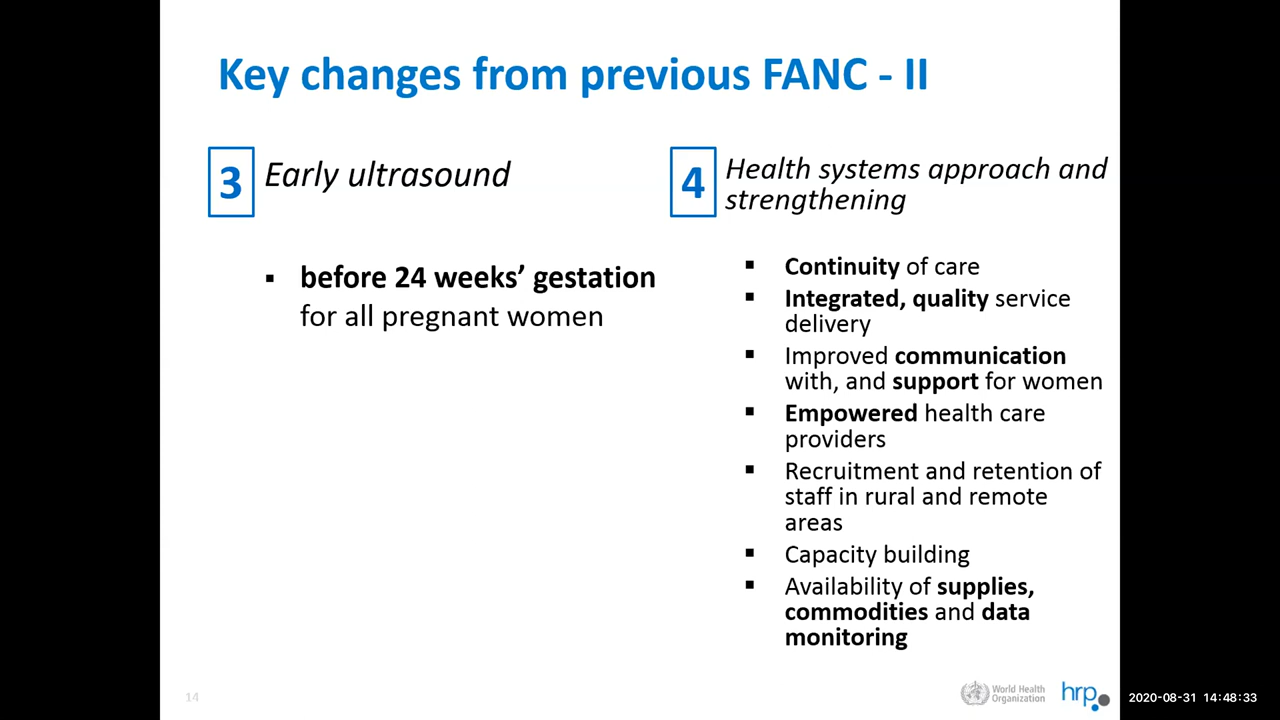 Key changes from previous FANC - II
3 Early ultrasound
▪ before 24 weeks’ gestation
for all pregnant women
4 Health systems approach and
strengthening
▪ Continuity of care
▪ Integrated, quality service
delivery
▪ Improved communication
with, and support for women
▪ Empowered health care
providers
▪ Recruitment and retention of
staff in rural and remote
areas
▪ Capacity building
▪ Availability of supplies,
commodities and data
monitoring
14
World Health
Organization
hrp
2020-08-31 14:48:33